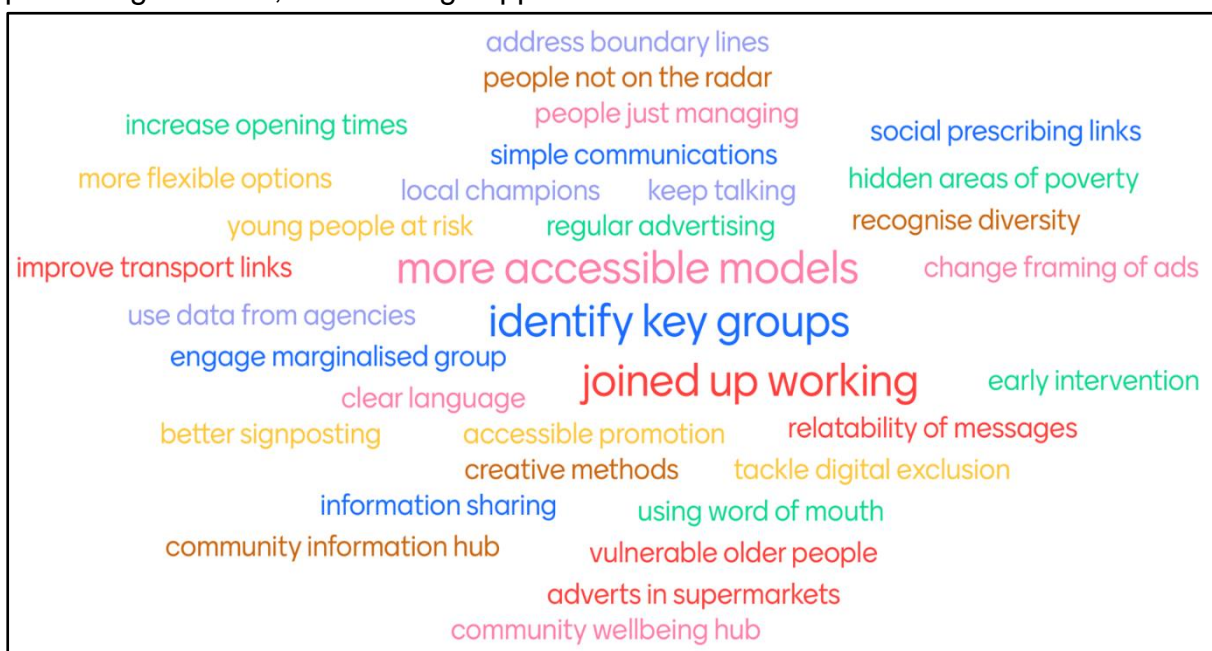 address boundary lines
people not on the radar
people just managing
increase opening times
social prescribing links
simple communications
more flexible options
local champions
keep talking
hidden areas of poverty
young people at risk
regular advertising
recognise diversity
improve transport links
more accessible models
change framing of ads
use data from agencies
identify key groups
engage marginalised group
joined up working
early intervention
clear language
better signposting
accessible promotion
relatability of messages
creative methods
tackle digital exclusion
information sharing
using word of mouth
community information hub
vulnerable older people
adverts in supermarkets
community wellbeing hub